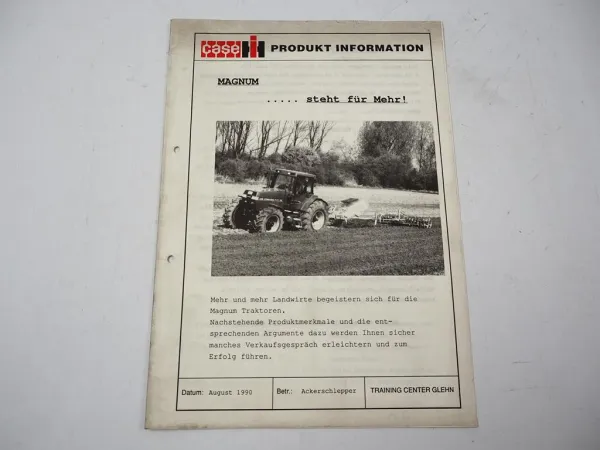 CASE IH PRODUKT INFORMATION
MAGNUM
..... steht für Mehr!
Mehr und mehr Landwirte begeistern sich für die
Magnum Traktoren.
Nachstehende Produktmerkmale und die ent-
sprechenden Argumente dazu werden Ihnen sicher
manches Verkaufsgespräch erleichtern und zum
Erfolg führen.
Datum: August 1990
Betr.: Ackerschlepper
TRAINING CENTER GLEHN